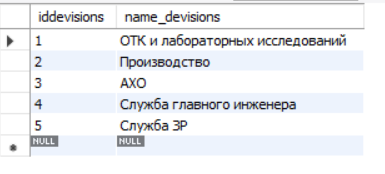 iddevisions name_devisions
1 ОТК и лабораторных исследований
2 Производство
3 АХО
4 Служба главного инженера
5 Служба ЗР
NULL NULL